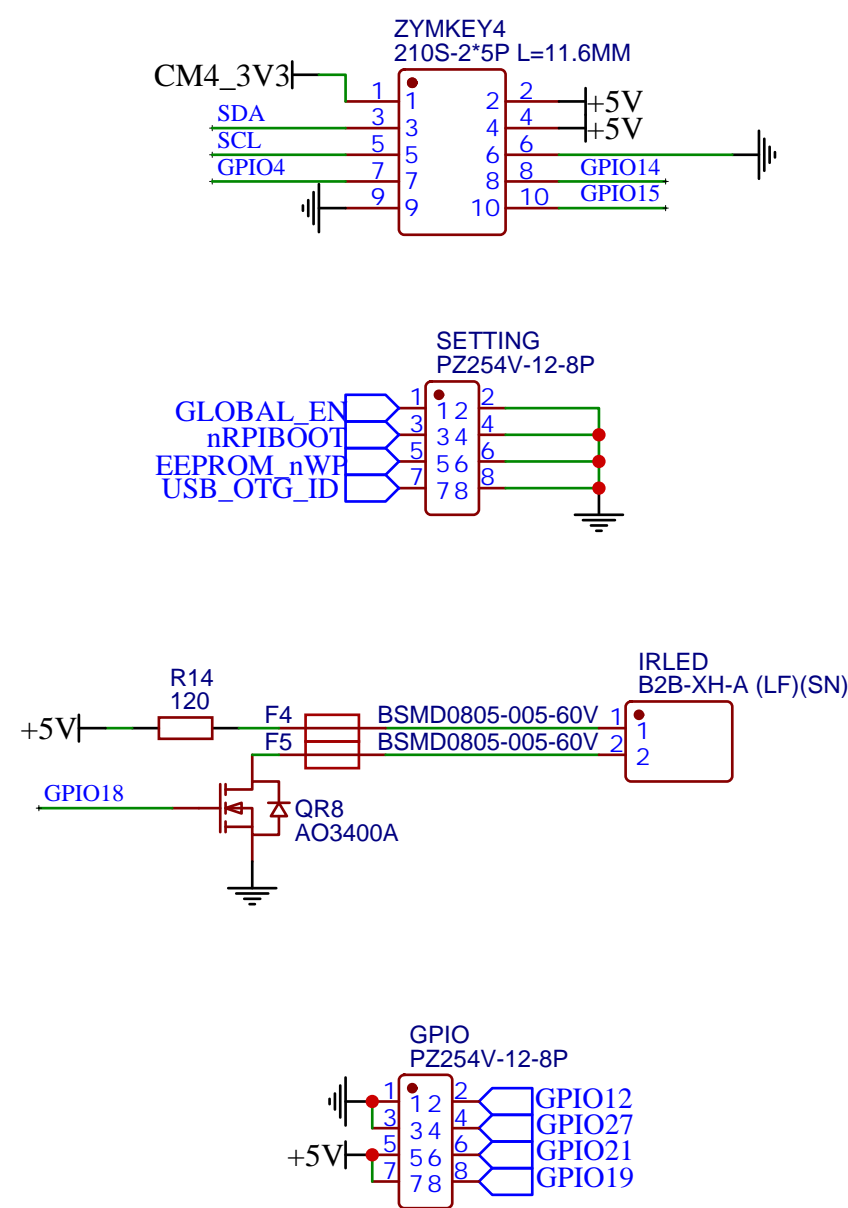 ZYMKEY4
210S-2*5P L=11.6MM
CM4_3V3
1 1 2 2 +5V
SDA 3 3 4 4 +5V
SCL 5 5 6 6
GPIO4 7 7 8 8 GPIO14
9 9 10 10 GPIO15
SETTING
PZ254V-12-8P
GLOBAL_EN 1 1 2 2
nRPIBOOT 3 3 4 4
EEPROM_nWP 5 5 6 6
USB_OTG_ID 7 7 8 8
IRLED
B2B-XH-A (LF)(SN)
R14
120
+5V F4 BSMD0805-005-60V 1 1
F5 BSMD0805-005-60V 2 2
GPIO18
QR8
AO3400A
GPIO
PZ254V-12-8P
1 1 2 2 GPIO12
3 3 4 4 GPIO27
+5V 5 5 6 6 GPIO21
7 7 8 8 GPIO19